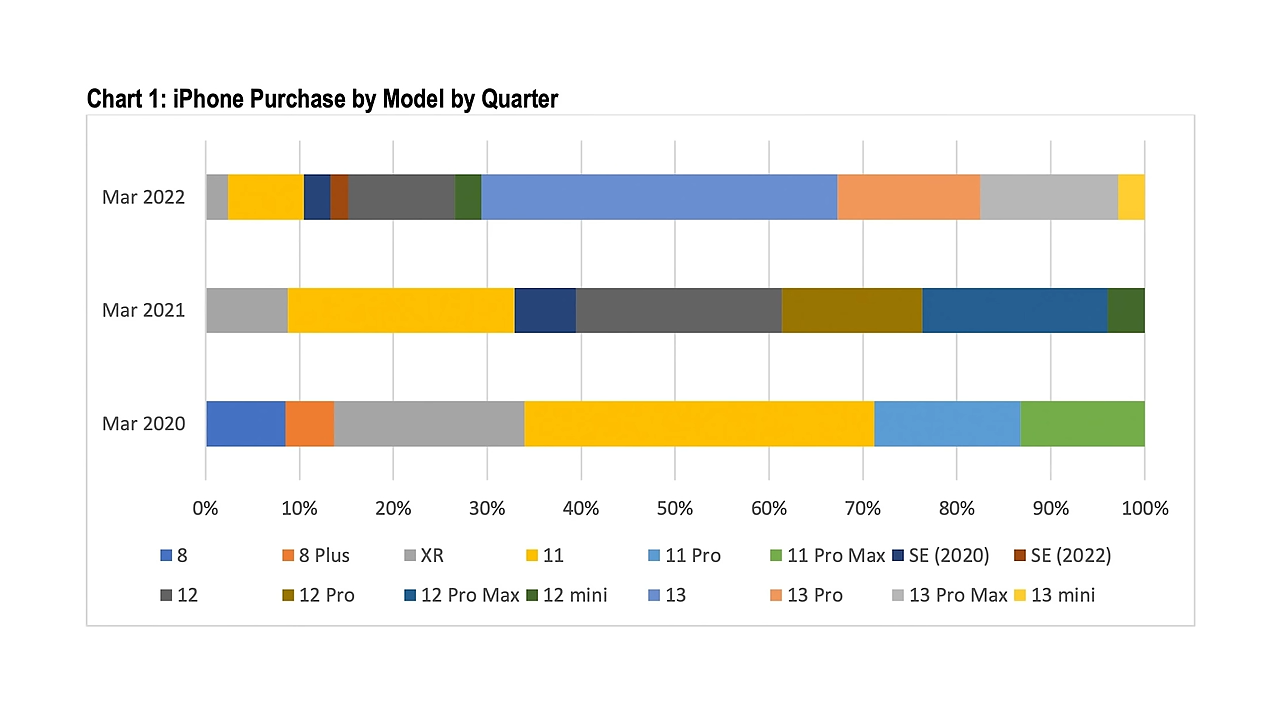 Chart 1: iPhone Purchase by Model by Quarter
Mar 2022
Mar 2021
Mar 2020
0% 10% 20% 30% 40% 50% 60% 70% 80% 90% 100%
8 8 Plus XR 11 11 Pro 11 Pro Max SE (2020) SE (2022)
12 12 Pro 12 Pro Max 12 mini 13 13 Pro 13 Pro Max 13 mini